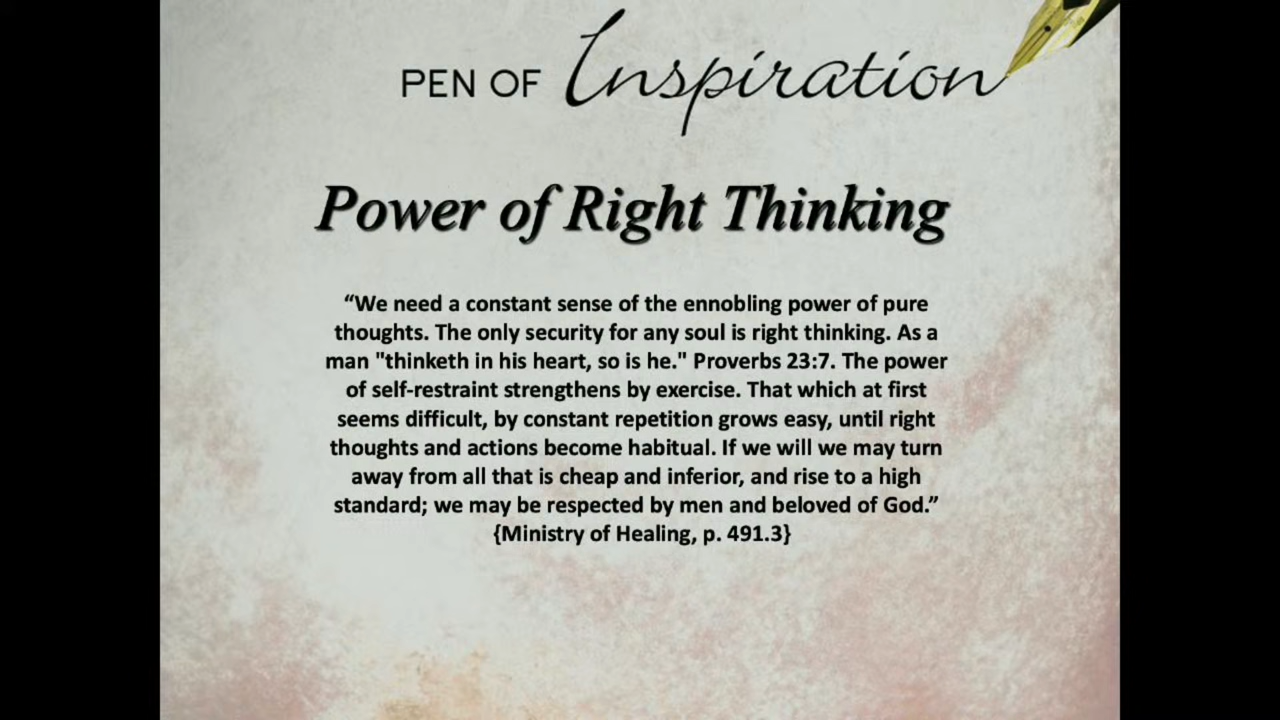 PEN OF Inspiration
Power of Right Thinking
“We need a constant sense of the ennobling power of pure
thoughts. The only security for any soul is right thinking. As a
man "thinketh in his heart, so is he." Proverbs 23:7. The power
of self-restraint strengthens by exercise. That which at first
seems difficult, by constant repetition grows easy, until right
thoughts and actions become habitual. If we will we may turn
away from all that is cheap and inferior, and rise to a high
standard; we may be respected by men and beloved of God.”
{Ministry of Healing, p. 491.3}